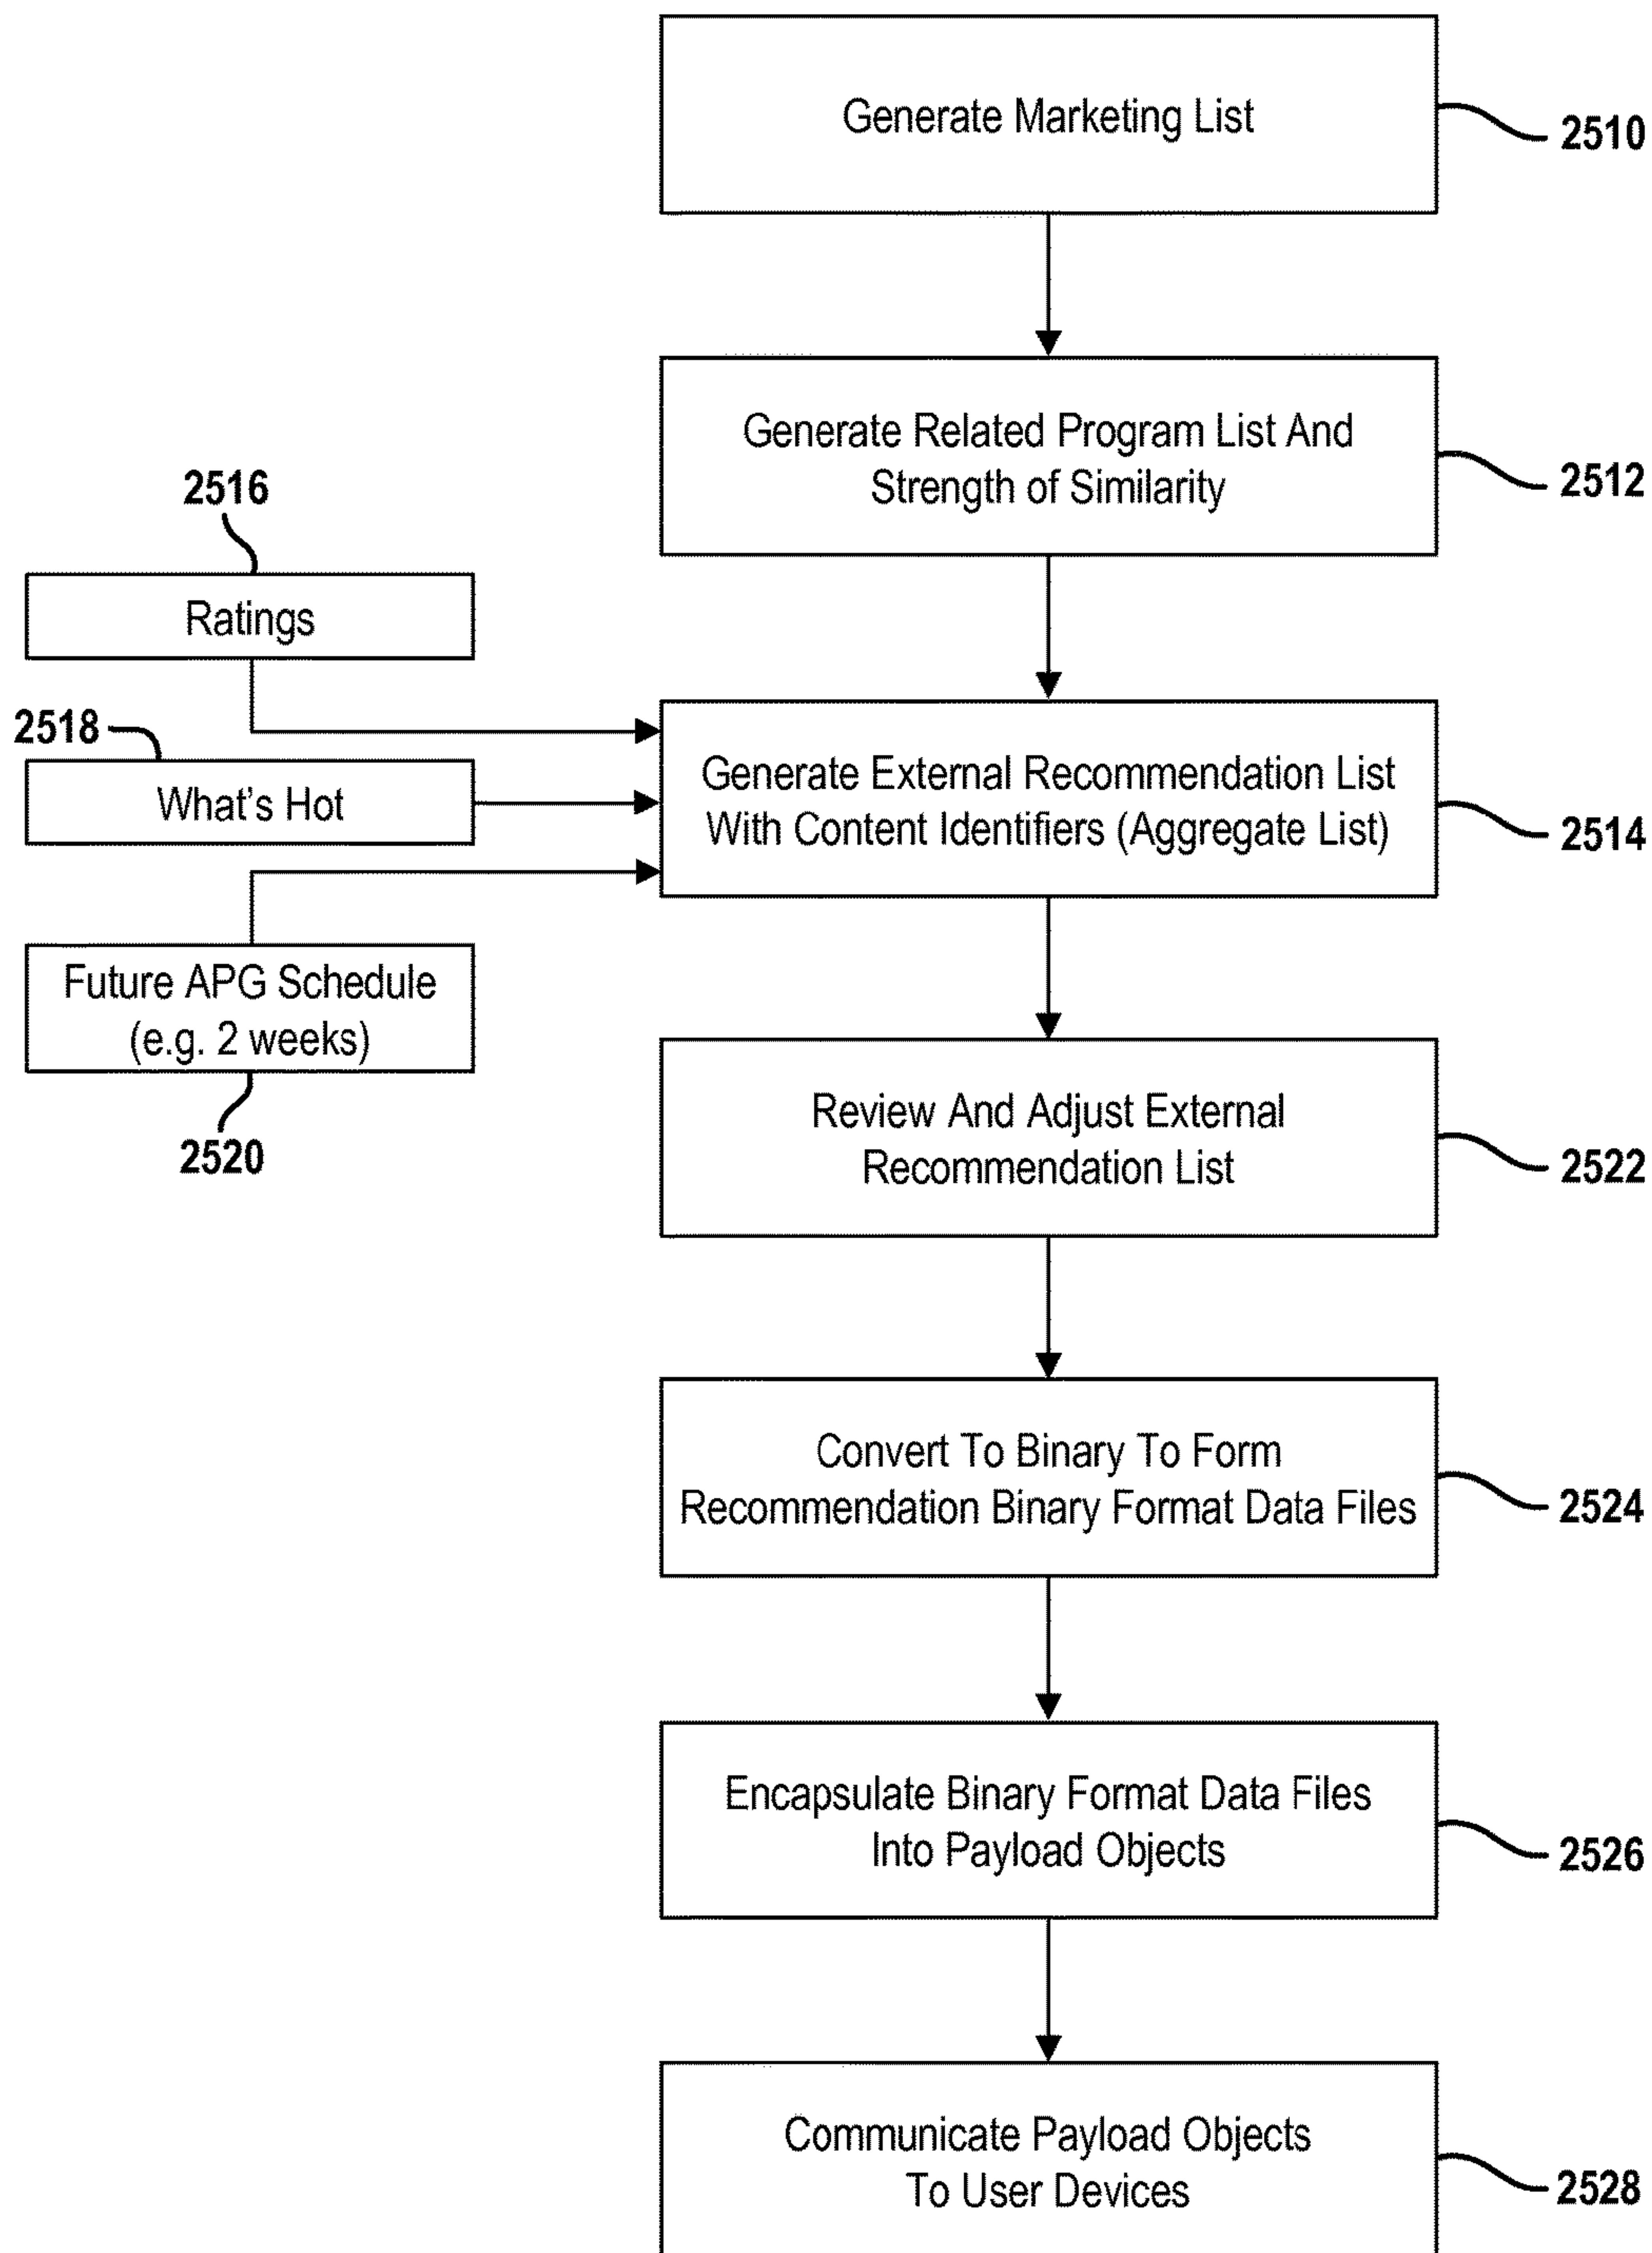 Generate Marketing List
2510
Generate Related Program List And
Strength of Similarity
2512
2516
Ratings
2518
What's Hot
Generate External Recommendation List
With Content Identifiers (Aggregate List)
2514
Future APG Schedule
(e.g. 2 weeks)
2520
Review And Adjust External
Recommendation List
2522
Convert To Binary To Form
Recommendation Binary Format Data Files
2524
Encapsulate Binary Format Data Files
Into Payload Objects
2526
Communicate Payload Objects
To User Devices
2528